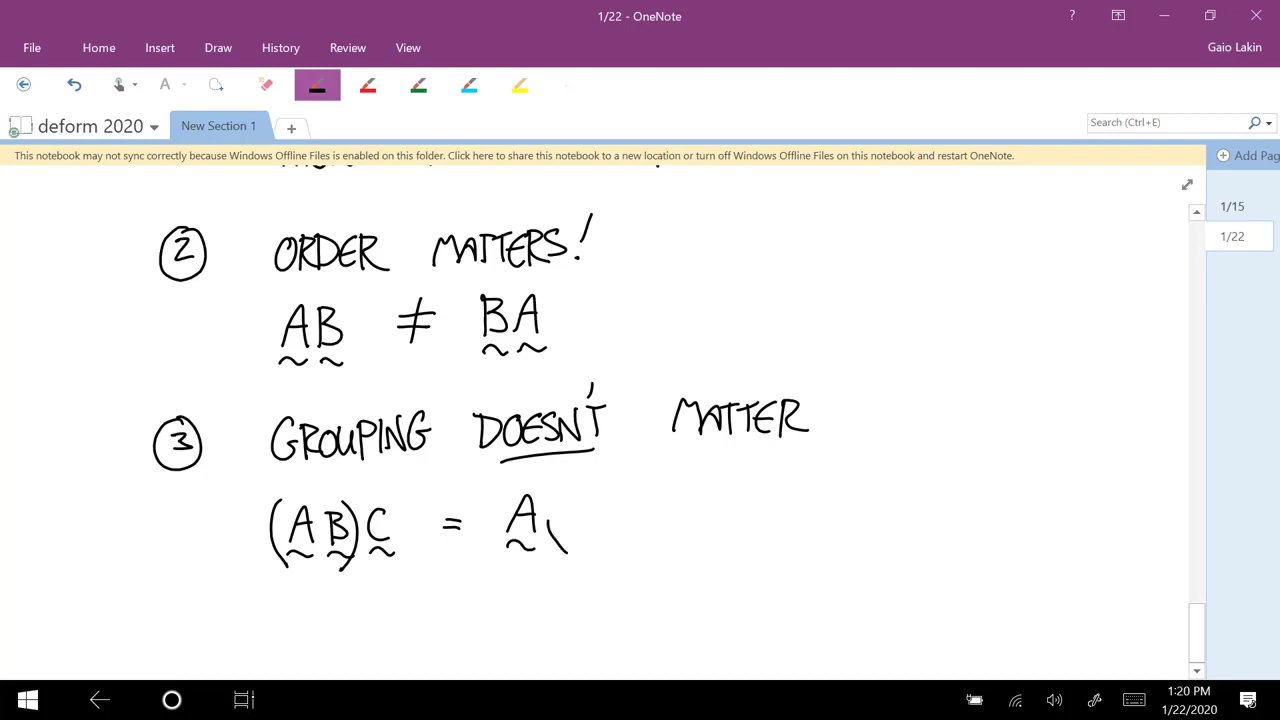 1/22 - OneNote
?
File Home Insert Draw History Review View
Gaio Lakin
A
deform 2020
New Section 1
+
Search (Ctrl+E)
This notebook may not sync correctly because Windows Offline Files is enabled on this folder. Click here to share this notebook to a new location or turn off Windows Offline Files on this notebook and restart OneNote.
Add Pag
1/15
1/22
② ORDER MATTERS!
AB ≠ BA
③ GROUPING DOESN'T MATTER
(AB)C = A(
1:20 PM
1/22/2020